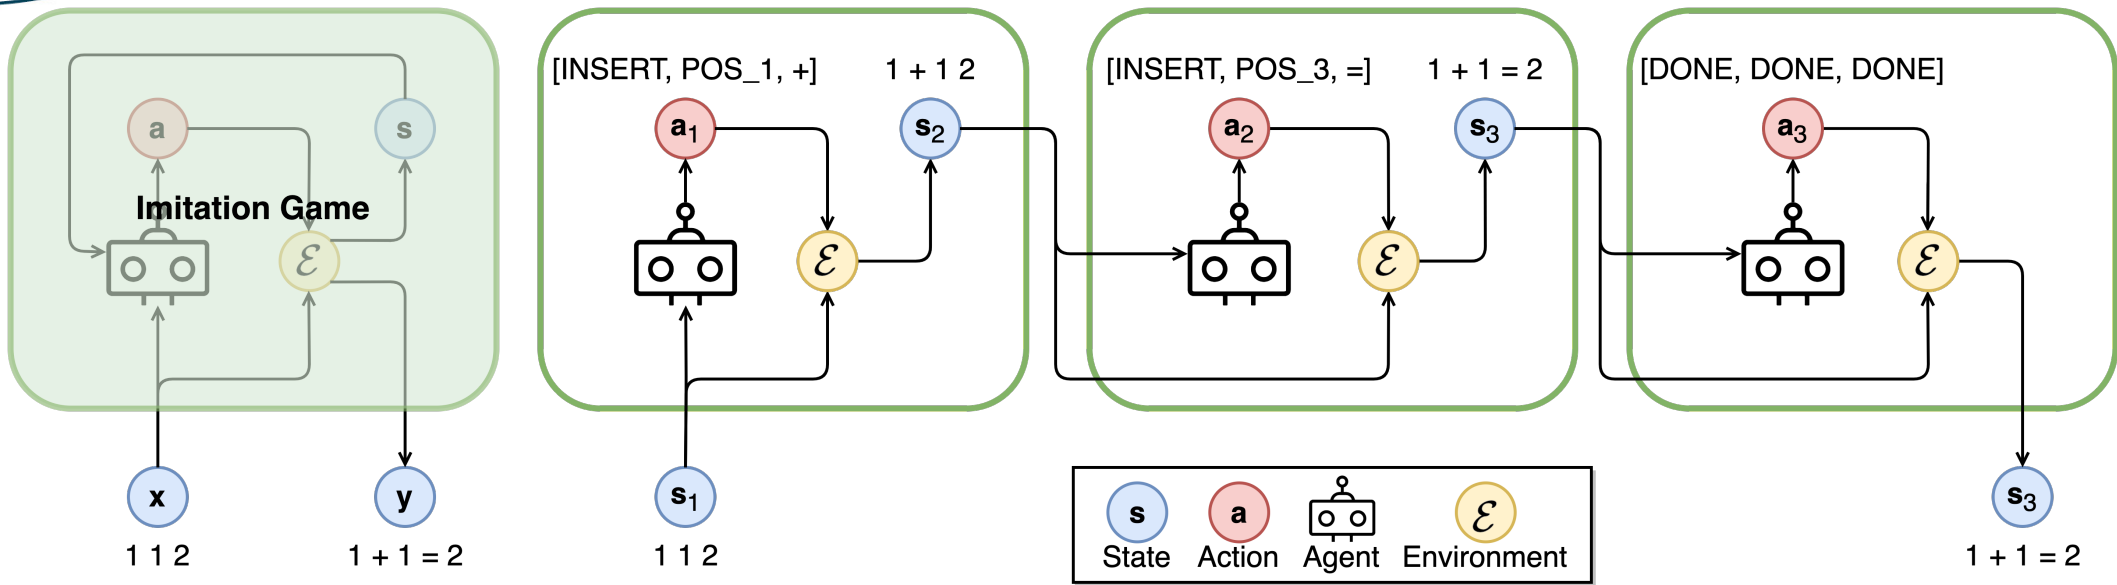 [INSERT, POS_1, +]
1 + 1 2
[INSERT, POS_3, =]
1 + 1 = 2
[DONE, DONE, DONE]
a
s
a1
s2
a2
s3
a3
Imitation Game
ℰ
ℰ
ℰ
ℰ
x
y
s1
s3
1 1 2
1 + 1 = 2
1 1 2
1 + 1 = 2
s
a
ℰ
State
Action
Agent
Environment